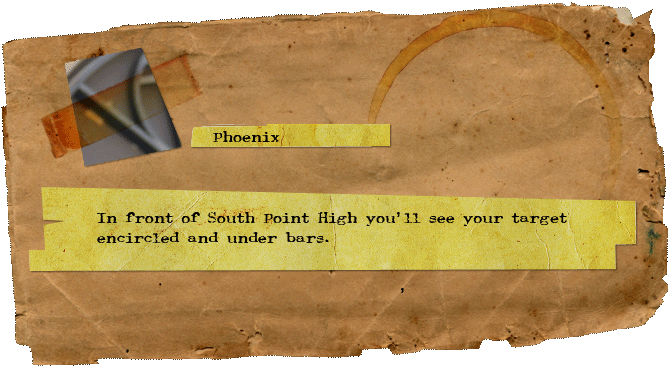 Phoenix
In front of South Point High you'll see your target
encircled and under bars.